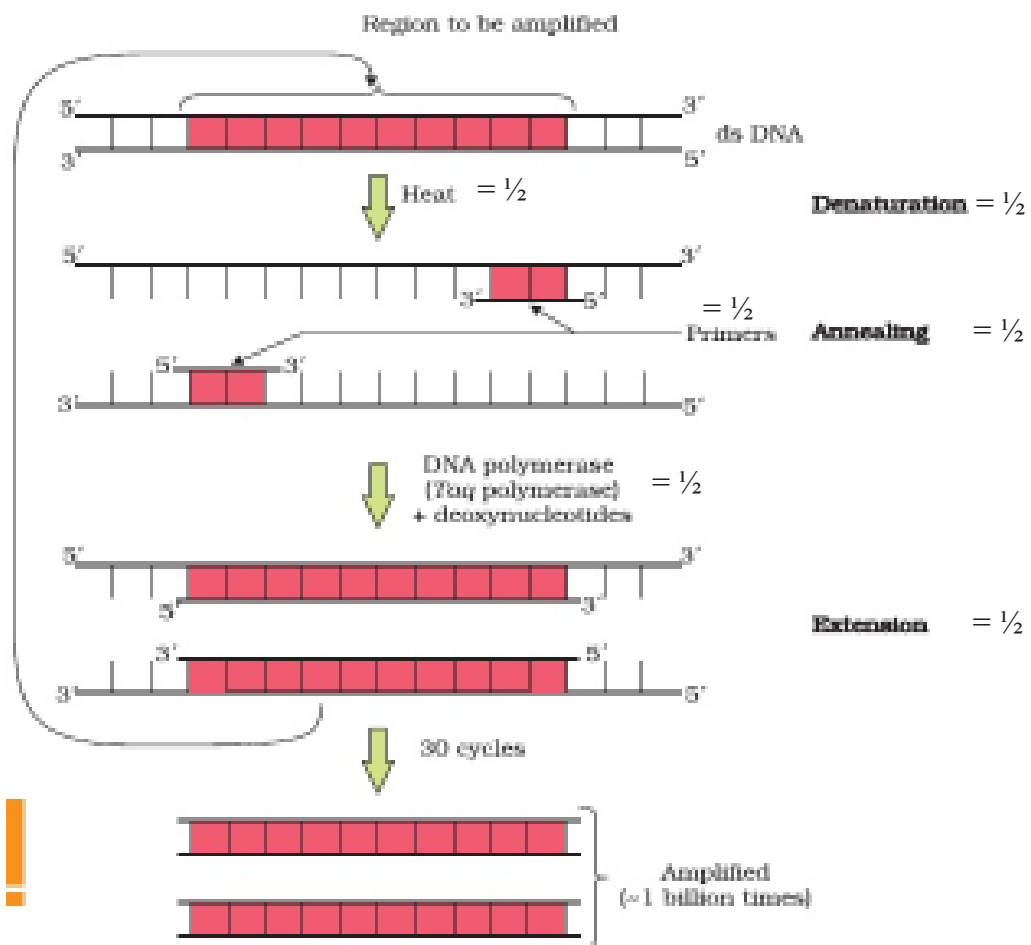 Region to be amplified
5′ 3′
ds DNA
3′ 5′
Heat = ½
Denaturation = ½
5′ 3′
3′ 5′
= ½
Primers Annealing = ½
5′ 3′
3′ 5′
DNA polymerase
(Taq polymerase) = ½
+ deoxynucleotides
5′ 3′
5′ 3′
Extension = ½
3′ 5′
3′ 5′
30 cycles
Amplified
(~1 billion times)